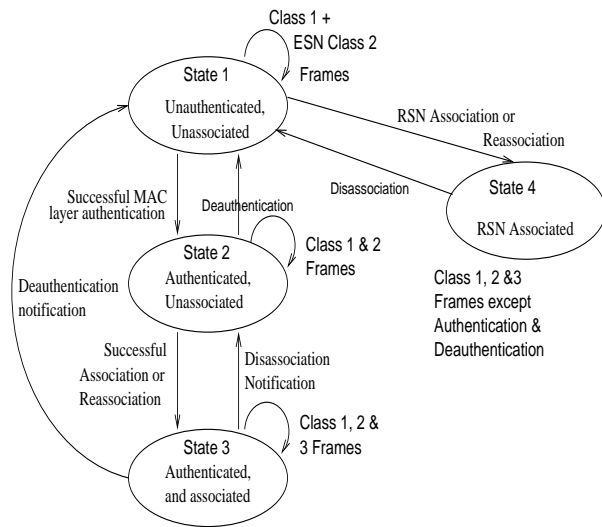 Class 1 +
ESN Class 2
Frames
State 1
Unauthenticated,
Unassociated
RSN Association or
Reassociation
Disassociation
State 4
RSN Associated
Successful MAC
layer authentication
Deauthentication
State 2
Authenticated,
Unassociated
Class 1 & 2
Frames
Class 1, 2 &3
Frames except
Authentication &
Deauthentication
Deauthentication
notification
Successful
Association or
Reassociation
Disassociation
Notification
State 3
Authenticated,
and associated
Class 1, 2 &
3 Frames